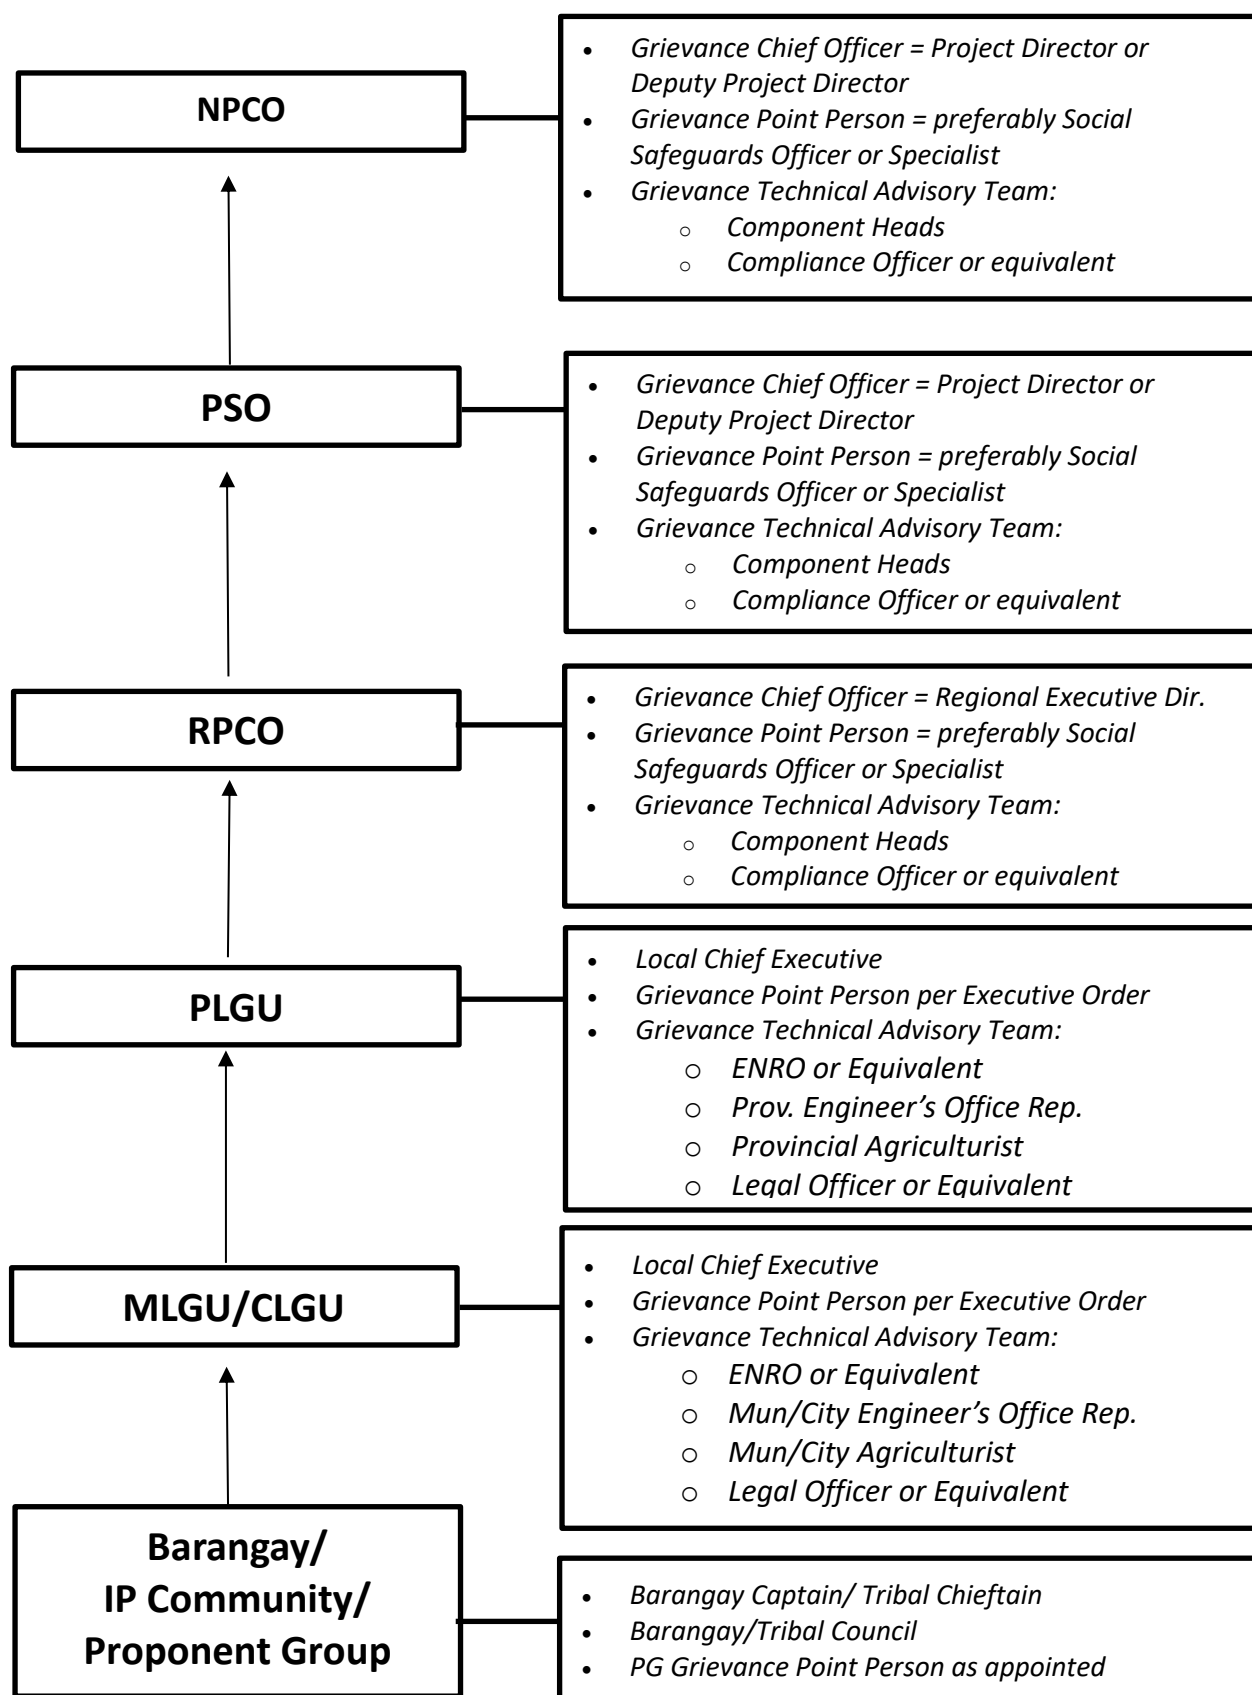 NPCO
• Grievance Chief Officer = Project Director or
Deputy Project Director
• Grievance Point Person = preferably Social
Safeguards Officer or Specialist
• Grievance Technical Advisory Team:
o Component Heads
o Compliance Officer or equivalent
PSO
• Grievance Chief Officer = Project Director or
Deputy Project Director
• Grievance Point Person = preferably Social
Safeguards Officer or Specialist
• Grievance Technical Advisory Team:
o Component Heads
o Compliance Officer or equivalent
RPCO
• Grievance Chief Officer = Regional Executive Dir.
• Grievance Point Person = preferably Social
Safeguards Officer or Specialist
• Grievance Technical Advisory Team:
o Component Heads
o Compliance Officer or equivalent
PLGU
• Local Chief Executive
• Grievance Point Person per Executive Order
• Grievance Technical Advisory Team:
o ENRO or Equivalent
o Prov. Engineer’s Office Rep.
o Provincial Agriculturist
o Legal Officer or Equivalent
MLGU/CLGU
• Local Chief Executive
• Grievance Point Person per Executive Order
• Grievance Technical Advisory Team:
o ENRO or Equivalent
o Mun/City Engineer’s Office Rep.
o Mun/City Agriculturist
o Legal Officer or Equivalent
Barangay/
IP Community/
Proponent Group
• Barangay Captain/ Tribal Chieftain
• Barangay/Tribal Council
• PG Grievance Point Person as appointed